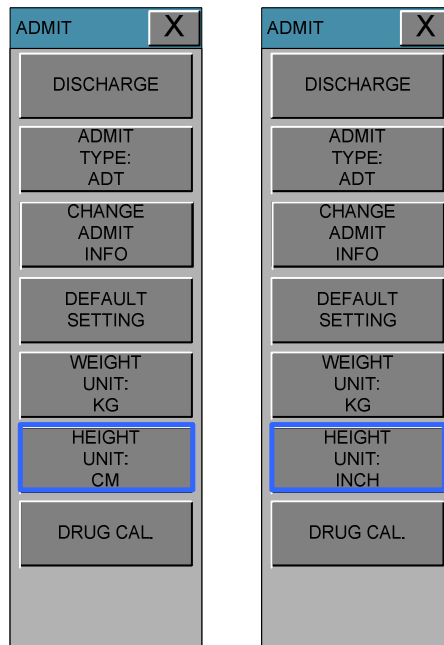 ADMIT X
DISCHARGE
ADMIT
TYPE:
ADT
CHANGE
ADMIT
INFO
DEFAULT
SETTING
WEIGHT
UNIT:
KG
HEIGHT
UNIT:
CM
DRUG CAL.
ADMIT X
DISCHARGE
ADMIT
TYPE:
ADT
CHANGE
ADMIT
INFO
DEFAULT
SETTING
WEIGHT
UNIT:
KG
HEIGHT
UNIT:
INCH
DRUG CAL.